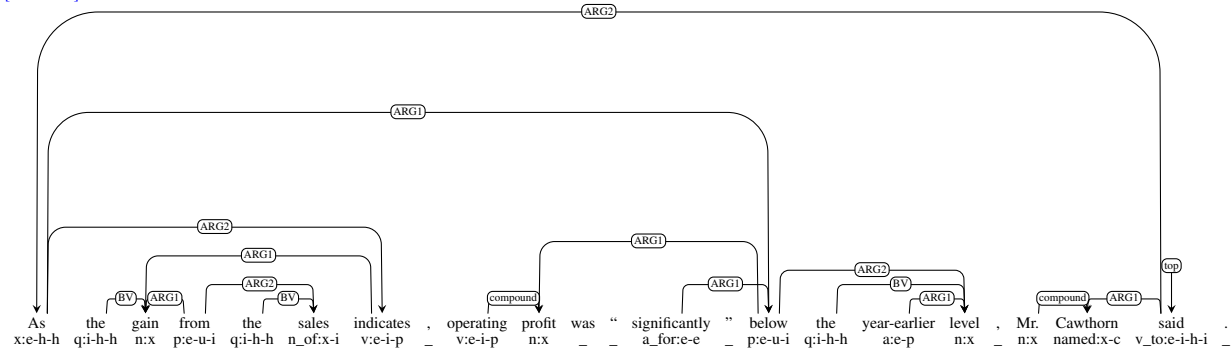 ARG2
ARG1
ARG2
ARG1 ARG1
top
ARG2 ARG1 ARG2
BV ARG1 BV compound BV ARG1 compound ARG1
As the gain from the sales indicates , operating profit was “ significantly ” below the year-earlier level , Mr. Cawthorn said .
x:e-h-h q:i-h-h n:x p:e-u-i q:i-h-h n_of:x-i v:e-i-p _ v:e-i-p n:x _ _ a_for:e-e _ p:e-u-i q:i-h-h a:e-p n:x _ n:x named:x-c v_to:e-i-h-i _